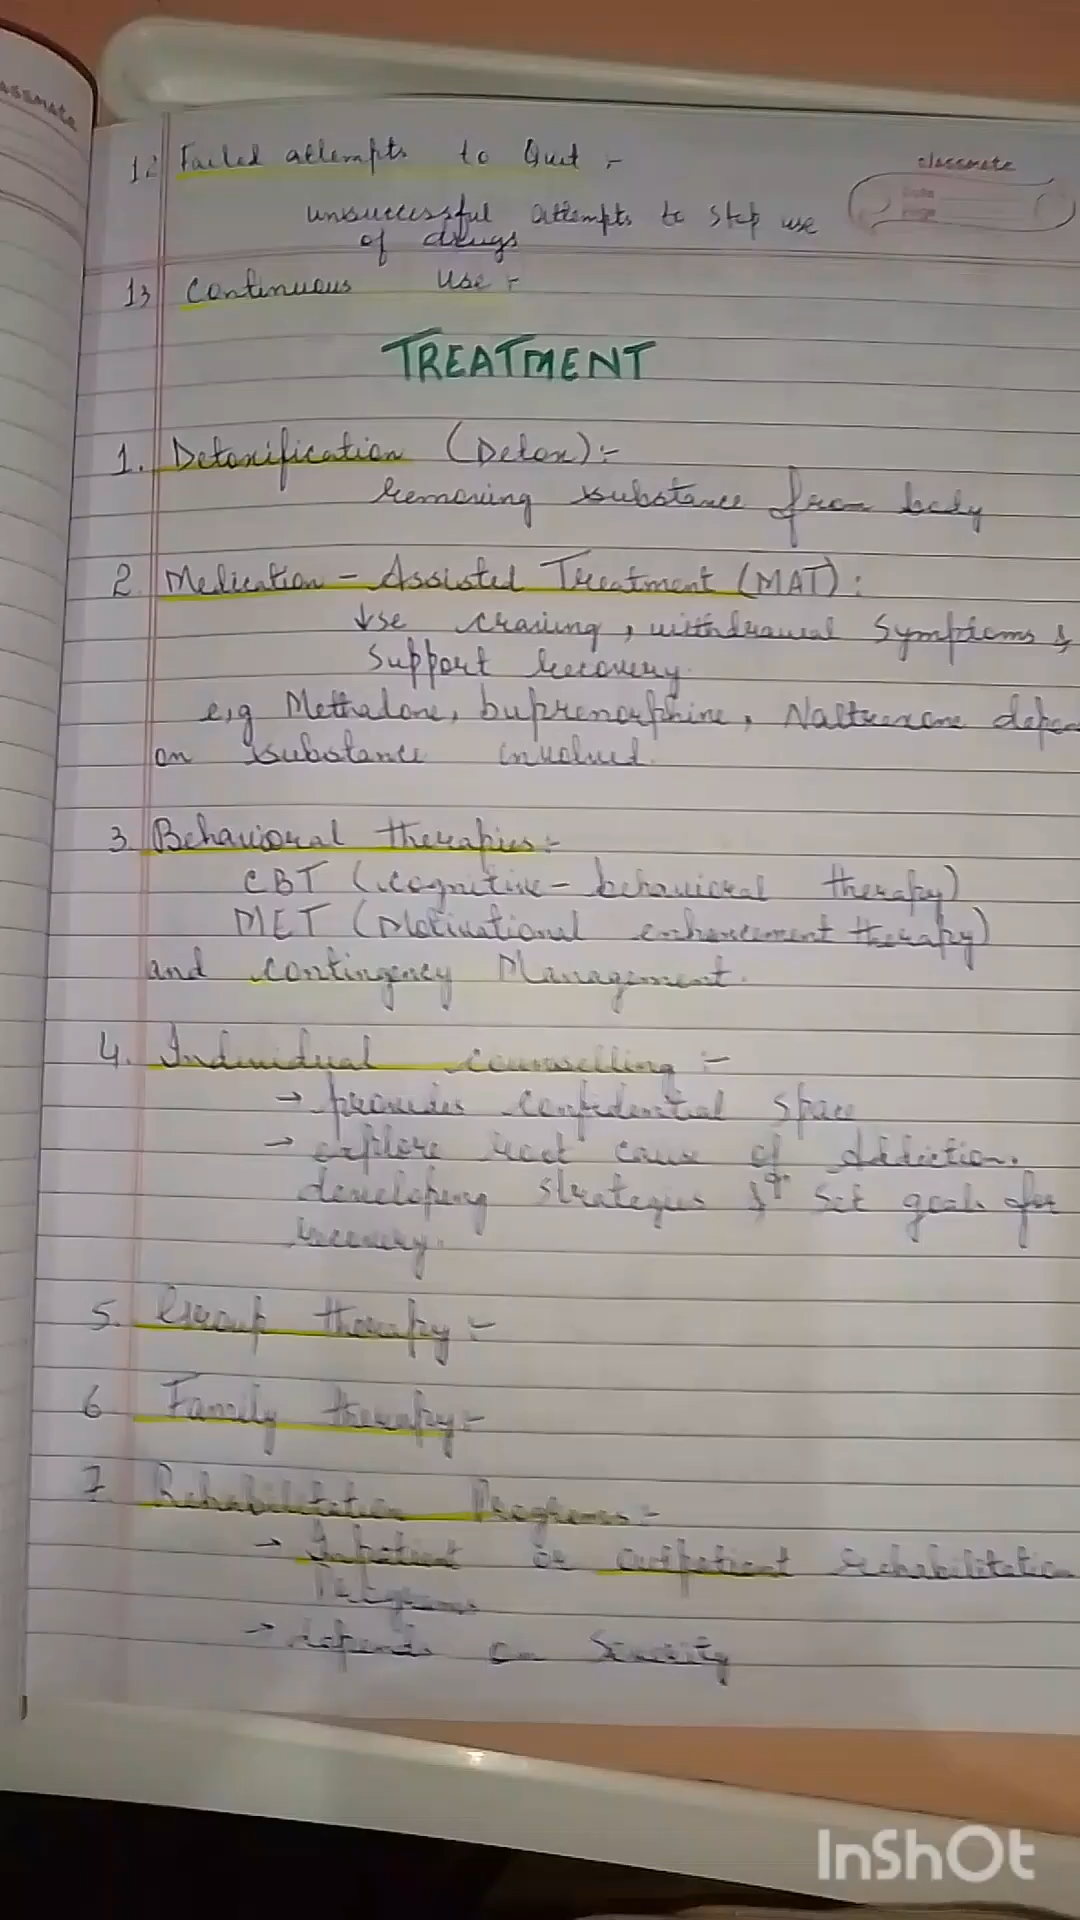 assmate
classmate
12 Failed attempts to Quit :-
unsuccessful attempts to stop use
of drugs
13 Continuous Use :-
TREATMENT
1. Detoxification (Detox) :-
removing substance from body
2. Medication - Assisted Treatment (MAT) :
↓se craving, withdrawal symptoms &
support recovery.
e.g Methadone, buprenorphine, Naltrexone depen
on substance involved.
3. Behavioral therapies :-
CBT (cognitive - behavioral therapy)
MET (Motivational enhancement therapy)
and contingency Management.
4. Individual counselling :-
→ provides confidential space
→ explore root cause of addiction.
developing strategies & set goals for
recovery.
5. Group therapy :-
6 Family therapy :-
7. Rehabilitation Programs :-
→ Inpatient or outpatient rehabilitation
→ depends on severity
InShOt